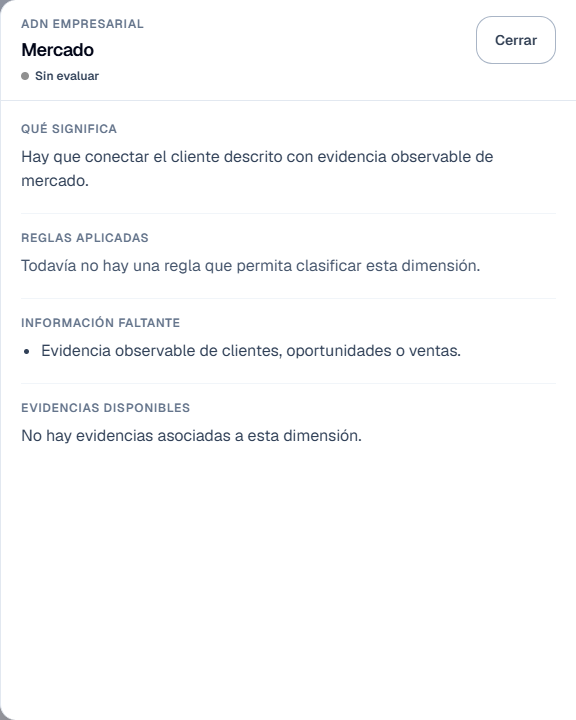 ADN EMPRESARIAL
Mercado
Sin evaluar
Cerrar
QUÉ SIGNIFICA
Hay que conectar el cliente descrito con evidencia observable de
mercado.
REGLAS APLICADAS
Todavía no hay una regla que permita clasificar esta dimensión.
INFORMACIÓN FALTANTE
• Evidencia observable de clientes, oportunidades o ventas.
EVIDENCIAS DISPONIBLES
No hay evidencias asociadas a esta dimensión.